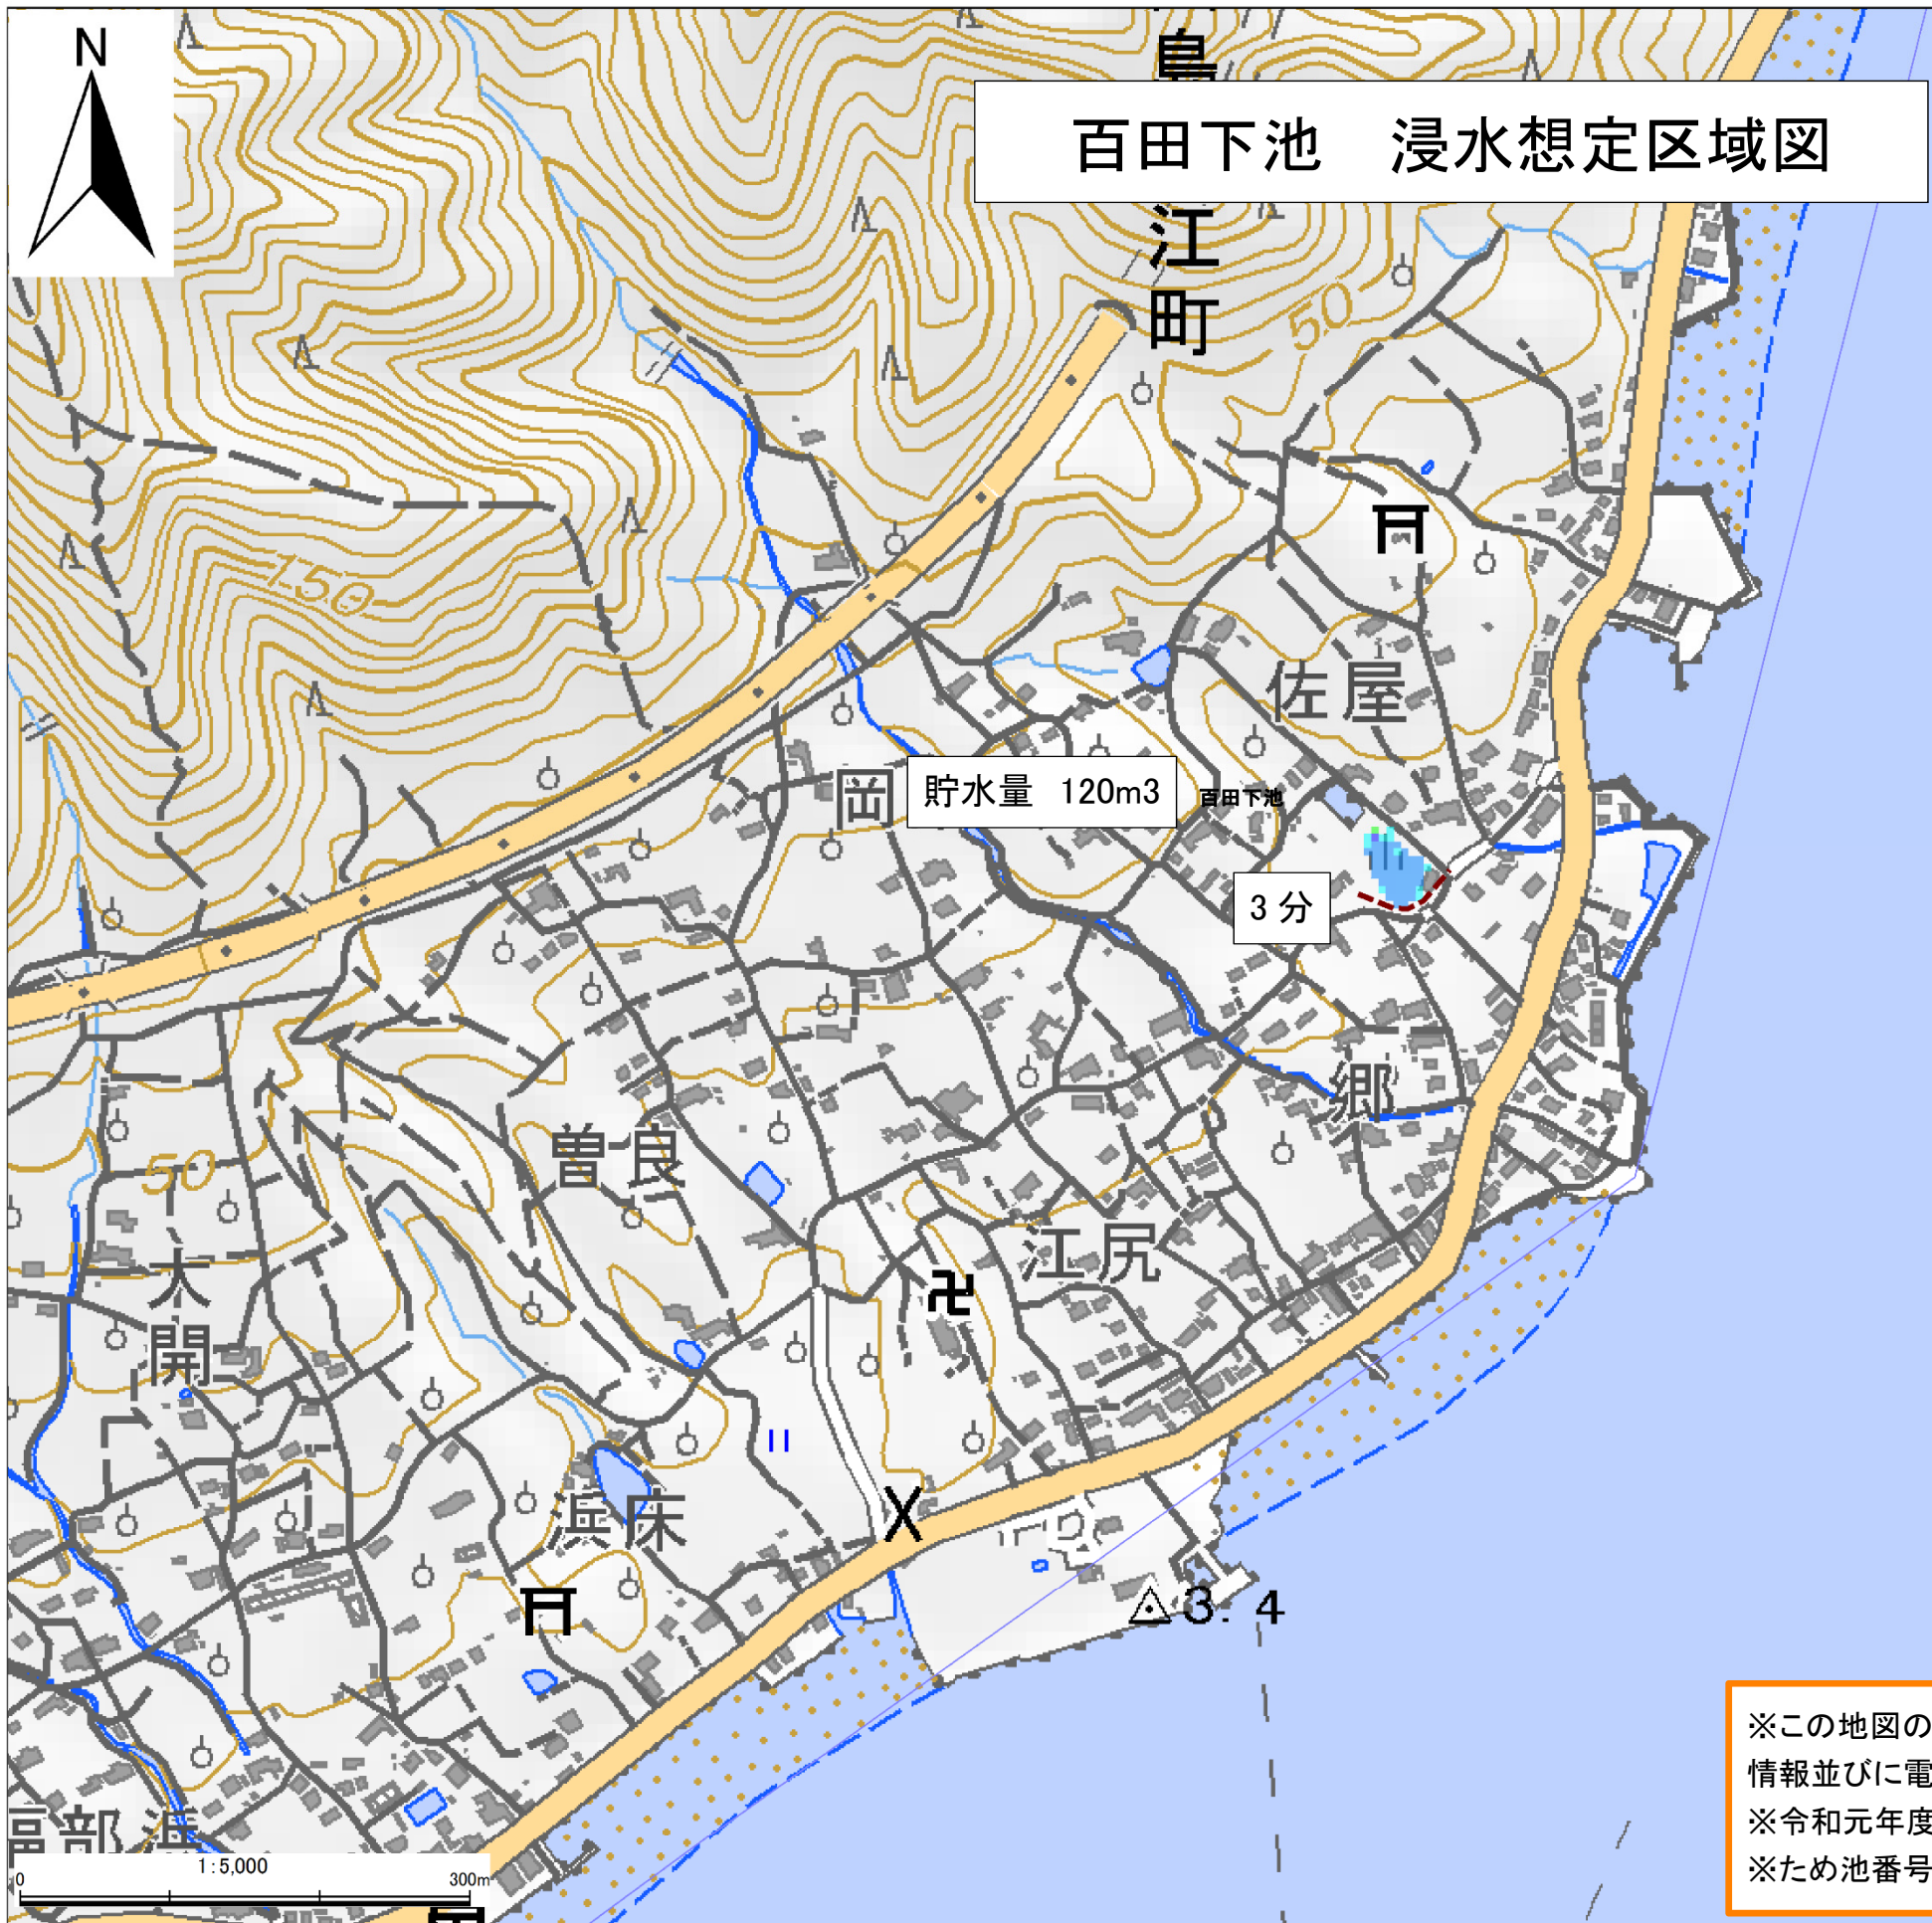 N
島
江
町
百田下池　浸水想定区域図
50
150
佐屋
岡
貯水量　120m3
百田下池
3 分
郷
曽良
50
江尻
大
開
浜床
3.4
部浜
※この地図の
情報並びに電
※令和元年度
※ため池番号
1:5,000
0
300m